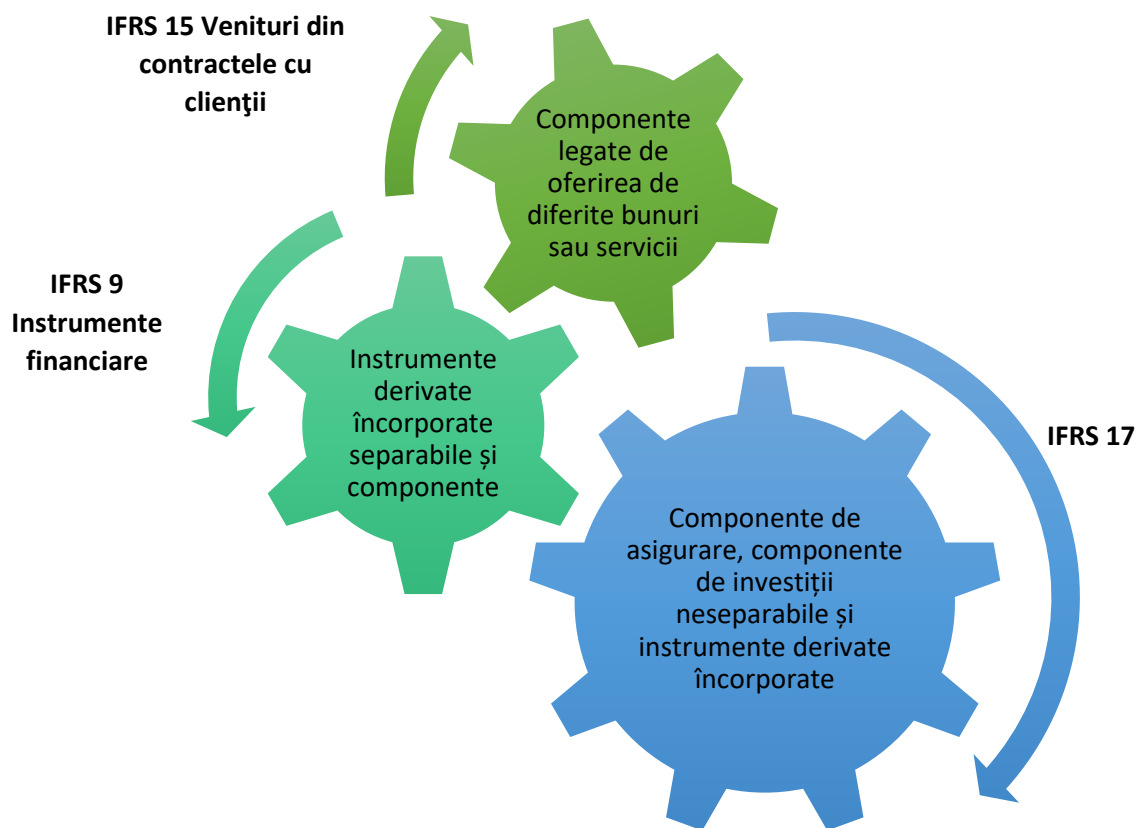 IFRS 15 Venituri din
contractele cu
clienţii
Componente
legate de
oferirea de
diferite bunuri
sau servicii
IFRS 9
Instrumente
financiare
Instrumente
derivate
încorporate
separabile și
componente
IFRS 17
Componente de
asigurare, componente
de investiții
neseparabile și
instrumente derivate
încorporate